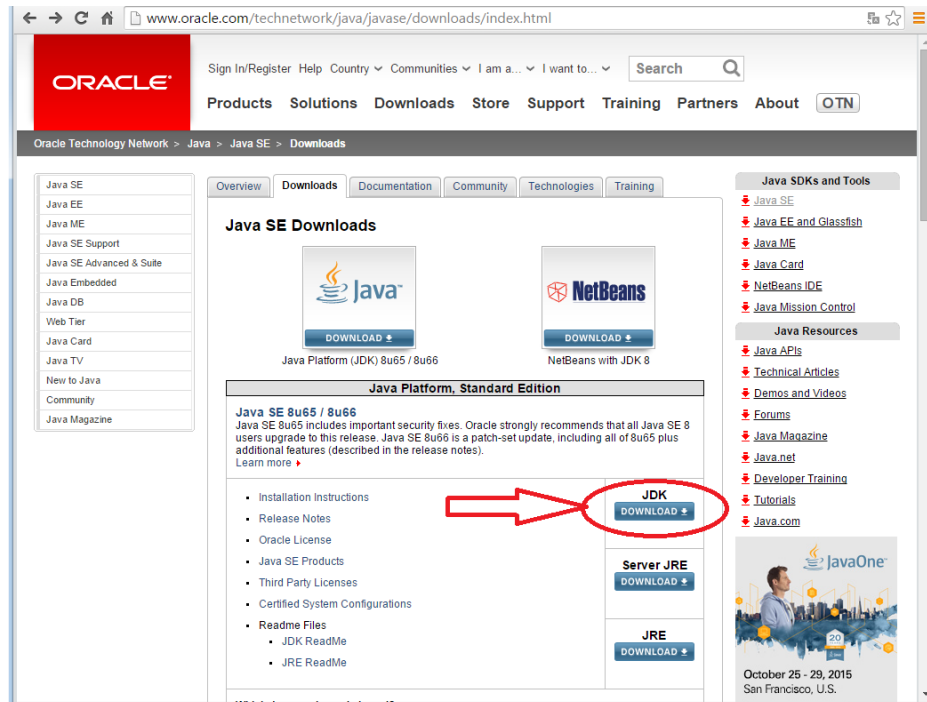 www.oracle.com/technetwork/java/javase/downloads/index.html
ORACLE
Sign In/Register Help Country Communities I am a... I want to... Search
Products Solutions Downloads Store Support Training Partners About OTN
Oracle Technology Network > Java > Java SE > Downloads
Java SE
Java EE
Java ME
Java SE Support
Java SE Advanced & Suite
Java Embedded
Java DB
Web Tier
Java Card
Java TV
New to Java
Community
Java Magazine
Overview Downloads Documentation Community Technologies Training
Java SE Downloads
Java
DOWNLOAD
Java Platform (JDK) 8u65 / 8u66
NetBeans
DOWNLOAD
NetBeans with JDK 8
Java Platform, Standard Edition
Java SE 8u65 / 8u66
Java SE 8u65 includes important security fixes. Oracle strongly recommends that all Java SE 8
users upgrade to this release. Java SE 8u66 is a patch-set update, including all of 8u65 plus
additional features (described in the release notes).
Learn more
Installation Instructions
Release Notes
Oracle License
Java SE Products
Third Party Licenses
Certified System Configurations
Readme Files
JDK ReadMe
JRE ReadMe
JDK
DOWNLOAD
Server JRE
DOWNLOAD
JRE
DOWNLOAD
Java SDKs and Tools
Java SE
Java EE and Glassfish
Java ME
Java Card
NetBeans IDE
Java Mission Control
Java Resources
Java APIs
Technical Articles
Demos and Videos
Forums
Java Magazine
Java.net
Developer Training
Tutorials
Java.com
JavaOne
20
October 25 - 29, 2015
San Francisco, U.S.